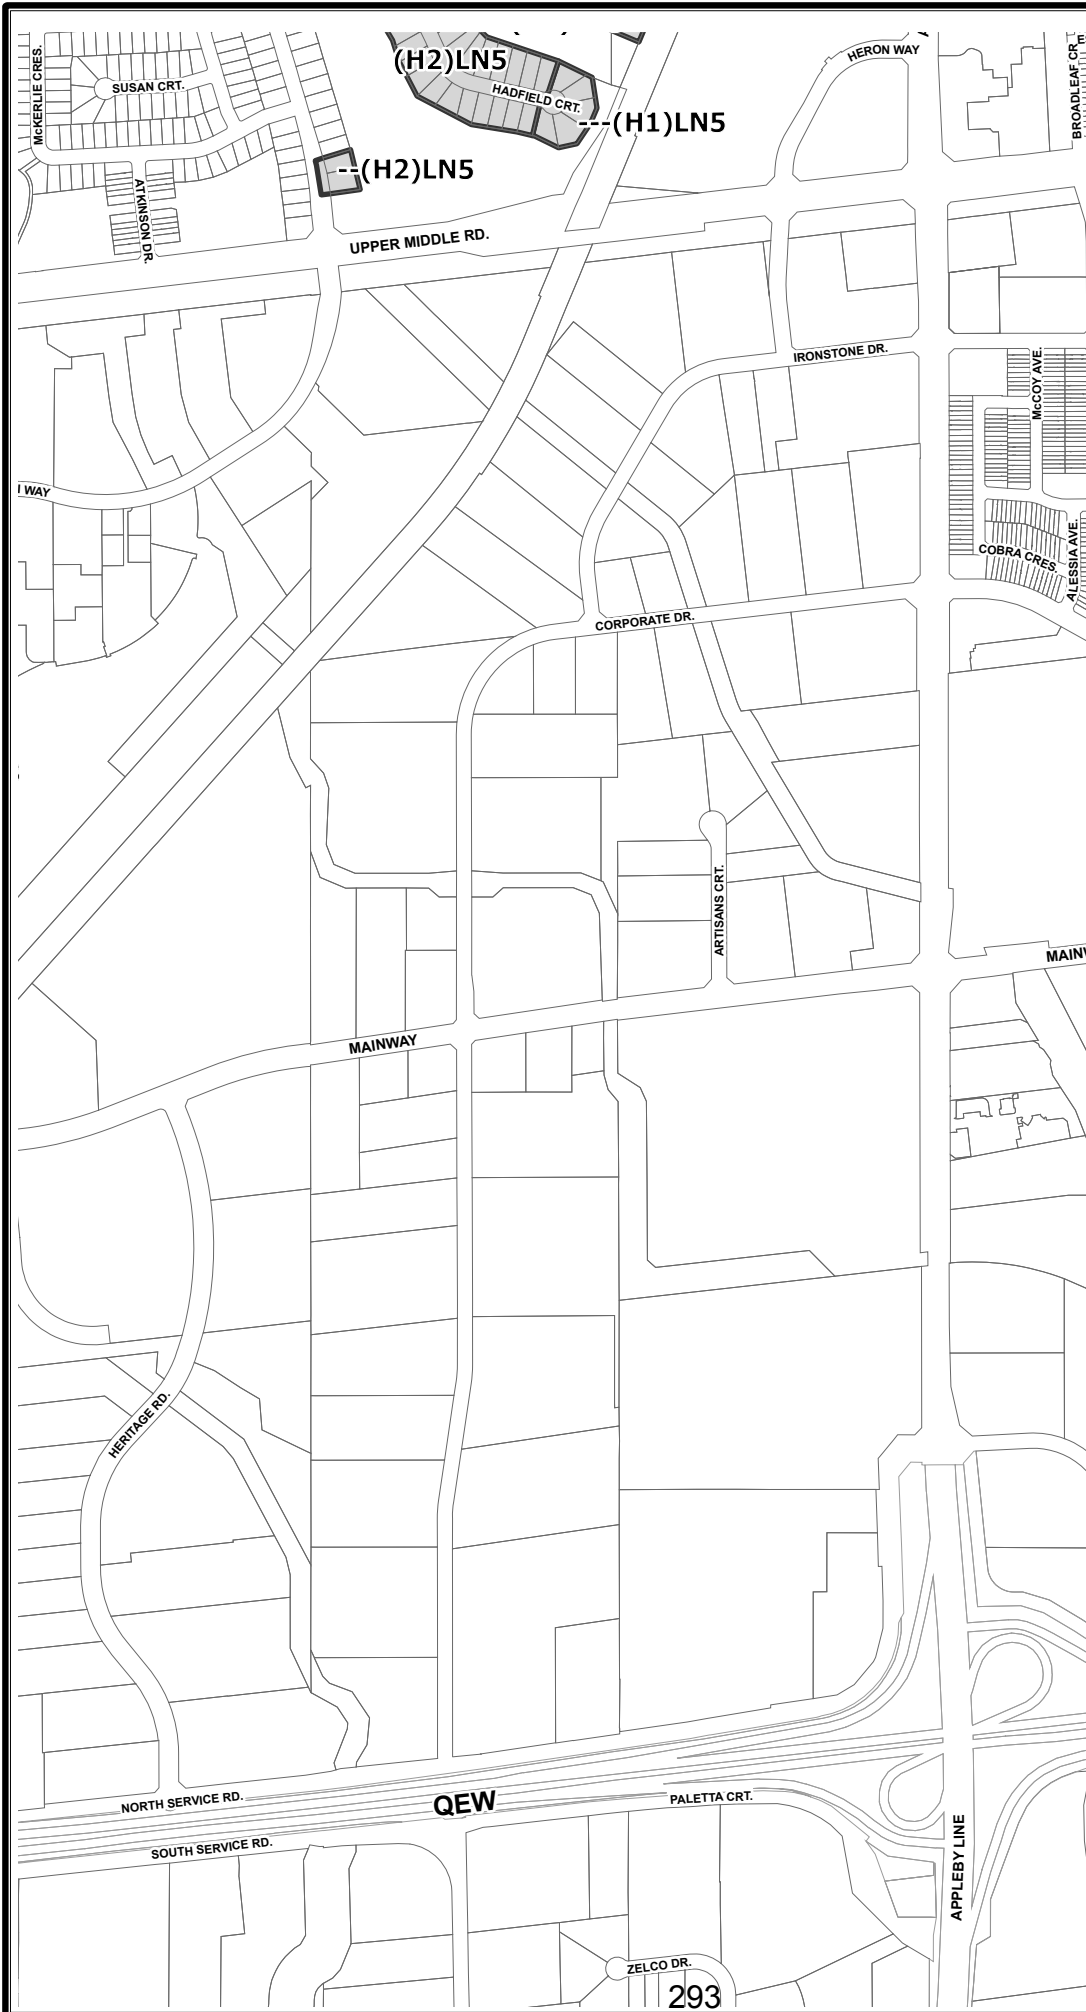 (H2)LN5
HERON WAY
McKERLIE CRES.
SUSAN CRT.
HADFIELD CRT.
BROADLEAF CR
---(H1)LN5
--(H2)LN5
ATKINSON DR.
UPPER MIDDLE RD.
IRONSTONE DR.
McCOY AVE.
WAY
COBRA CRES.
ALESSIA AVE.
CORPORATE DR.
ARTISANS CRT.
MAINW
MAINWAY
HERITAGE RD.
NORTH SERVICE RD.
QEW
PALETTA CRT.
SOUTH SERVICE RD.
APPLEBY LINE
ZELCO DR.
293